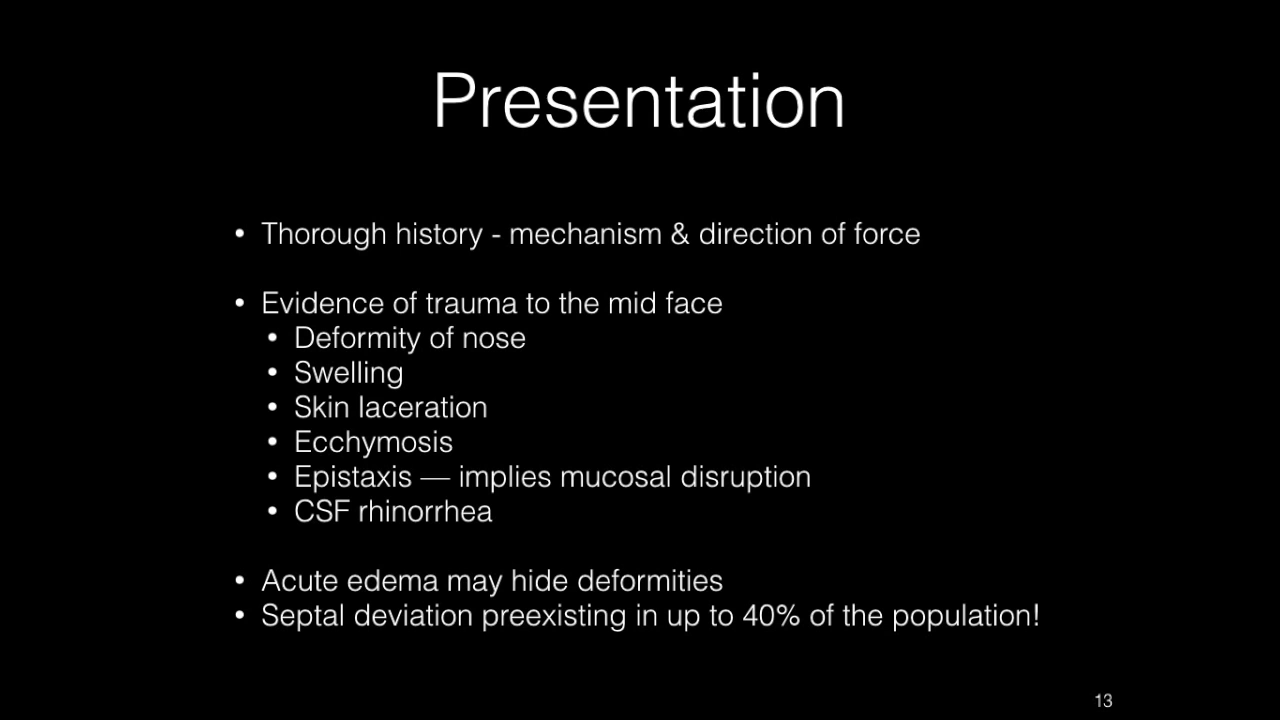 Presentation
• Thorough history - mechanism & direction of force
• Evidence of trauma to the mid face
• Deformity of nose
• Swelling
• Skin laceration
• Ecchymosis
• Epistaxis — implies mucosal disruption
• CSF rhinorrhea
• Acute edema may hide deformities
• Septal deviation preexisting in up to 40% of the population!
13